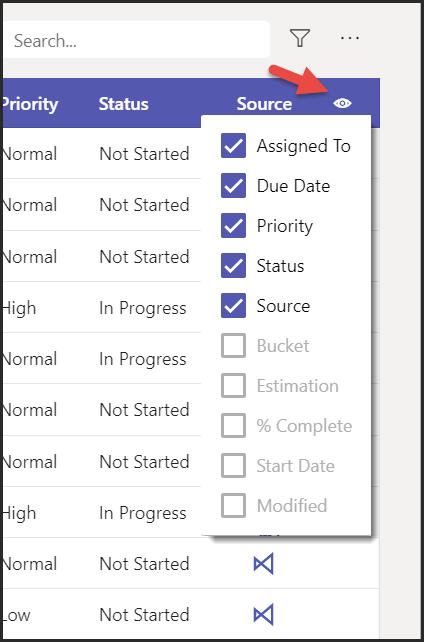 Search...
Priority Status Source
Normal Not Started
Normal Not Started
Normal Not Started
High In Progress
Normal In Progress
Normal Not Started
Normal Not Started
High In Progress
Normal Not Started
Low Not Started
Assigned To
Due Date
Priority
Status
Source
Bucket
Estimation
% Complete
Start Date
Modified